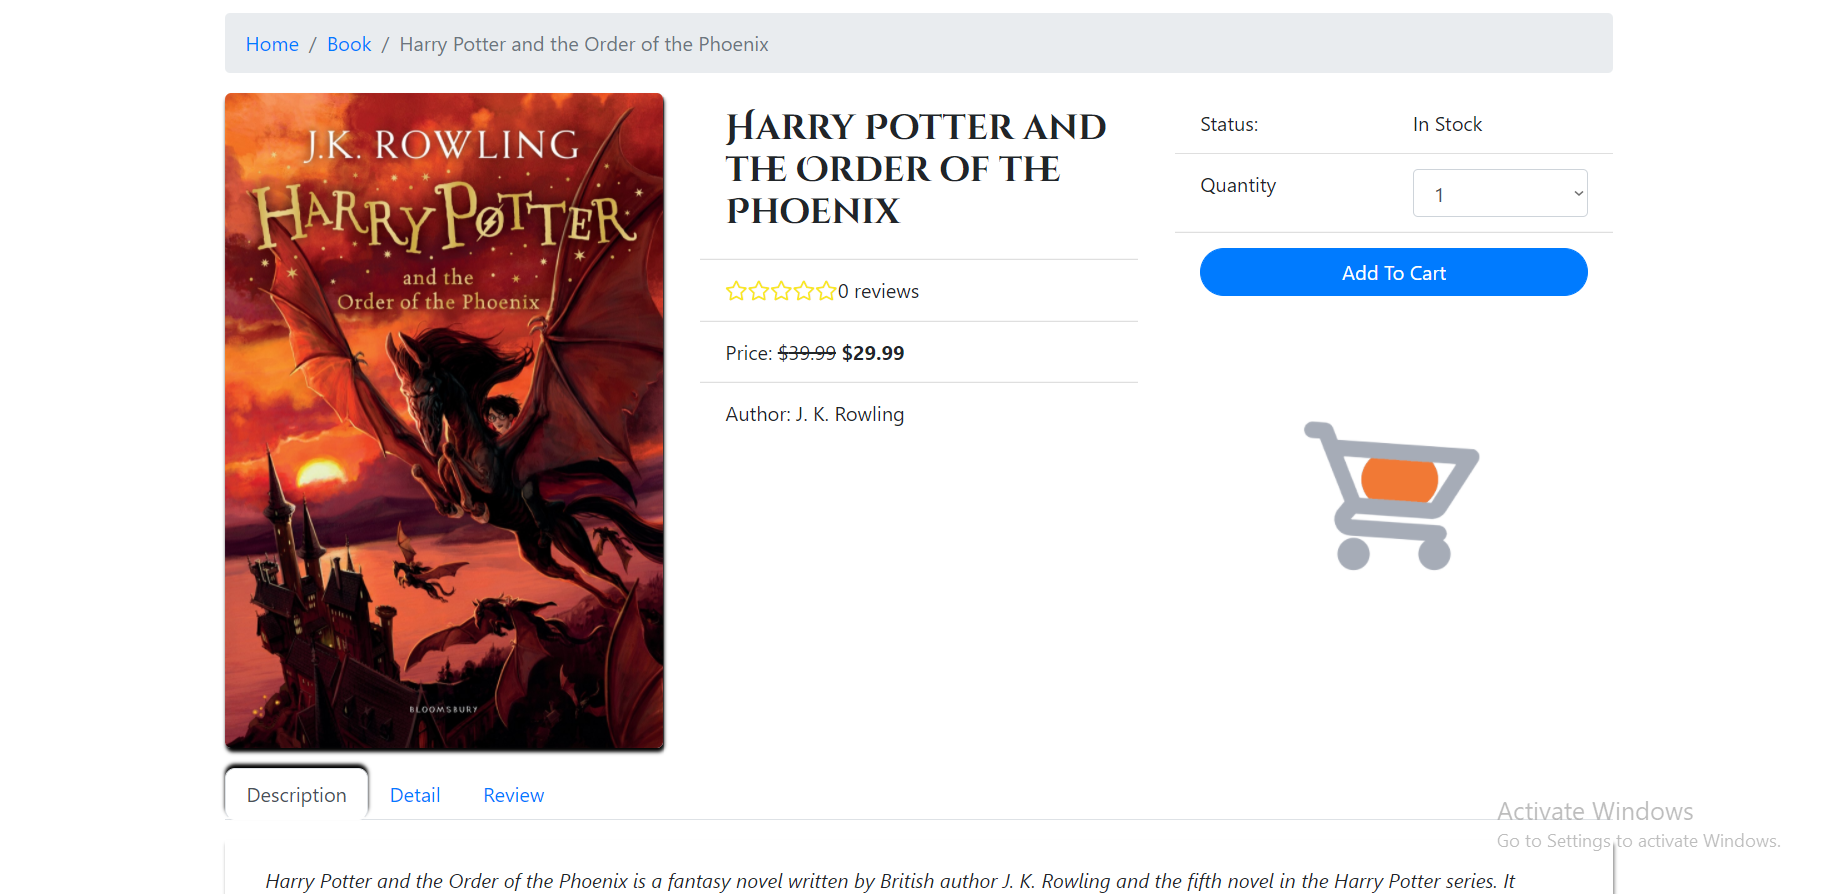 Home / Book / Harry Potter and the Order of the Phoenix
J.K. ROWLING
HARRY POTTER
and the
Order of the Phoenix
BLOOMSBURY
Harry Potter and
the Order of the
Phoenix
0 reviews
Price: $39.99 $29.99
Author: J. K. Rowling
Status: In Stock
Quantity 1
Add To Cart
Description Detail Review
Activate Windows
Go to Settings to activate Windows.
Harry Potter and the Order of the Phoenix is a fantasy novel written by British author J. K. Rowling and the fifth novel in the Harry Potter series. It